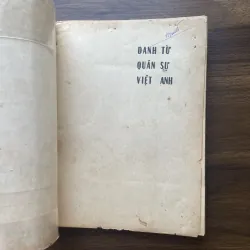 DANH TỪ
QUÂN SỰ
VIỆT ANH